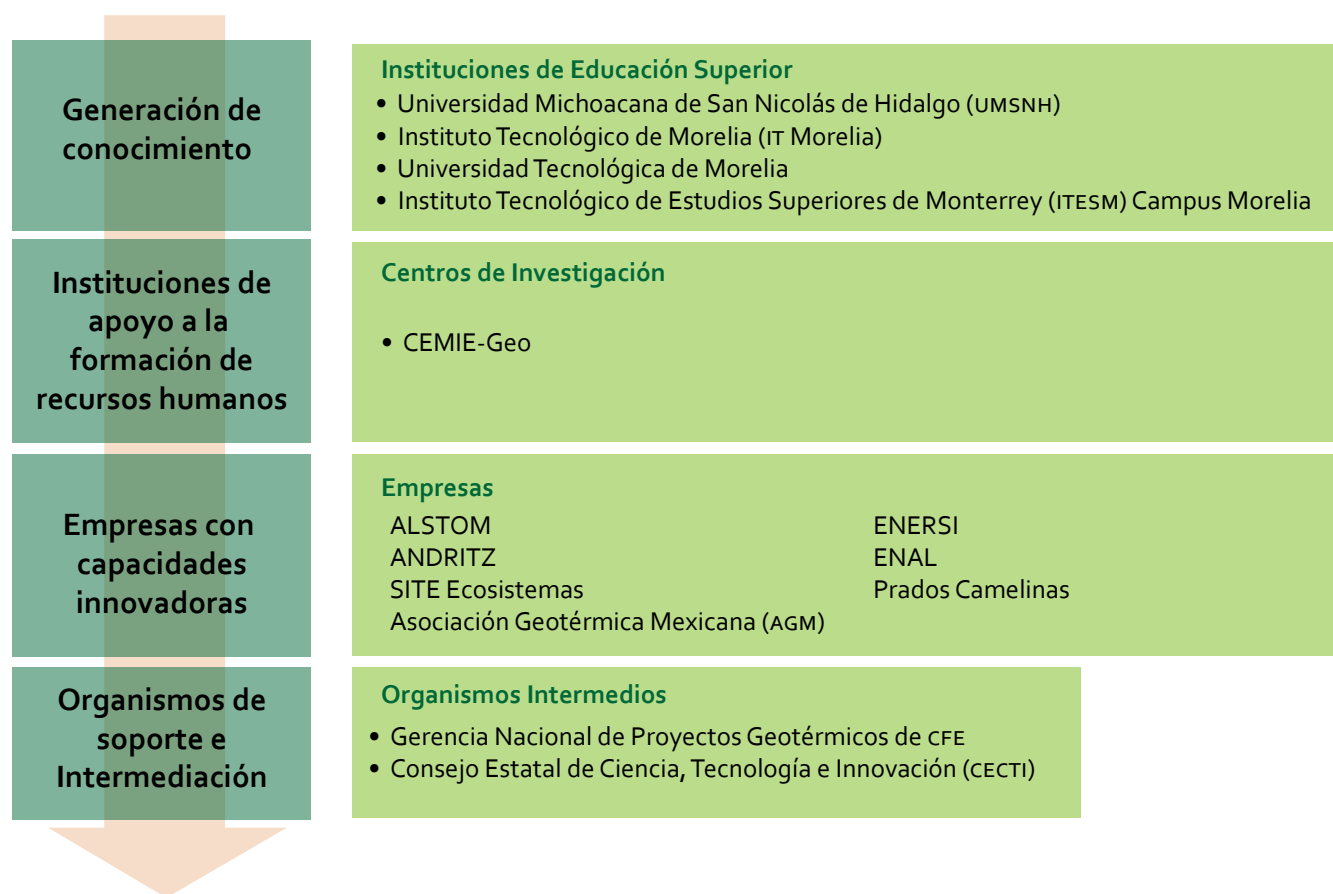 Generación de
conocimiento
Instituciones de Educación Superior
• Universidad Michoacana de San Nicolás de Hidalgo (UMSNH)
• Instituto Tecnológico de Morelia (IT Morelia)
• Universidad Tecnológica de Morelia
• Instituto Tecnológico de Estudios Superiores de Monterrey (ITESM) Campus Morelia
Instituciones de
apoyo a la
formación de
recursos humanos
Centros de Investigación
• CEMIE-Geo
Empresas con
capacidades
innovadoras
Empresas
ALSTOM
ANDRITZ
SITE Ecosistemas
Asociación Geotérmica Mexicana (AGM)
ENERSI
ENAL
Prados Camelinas
Organismos de
soporte e
Intermediación
Organismos Intermedios
• Gerencia Nacional de Proyectos Geotérmicos de CFE
• Consejo Estatal de Ciencia, Tecnología e Innovación (CECTI)